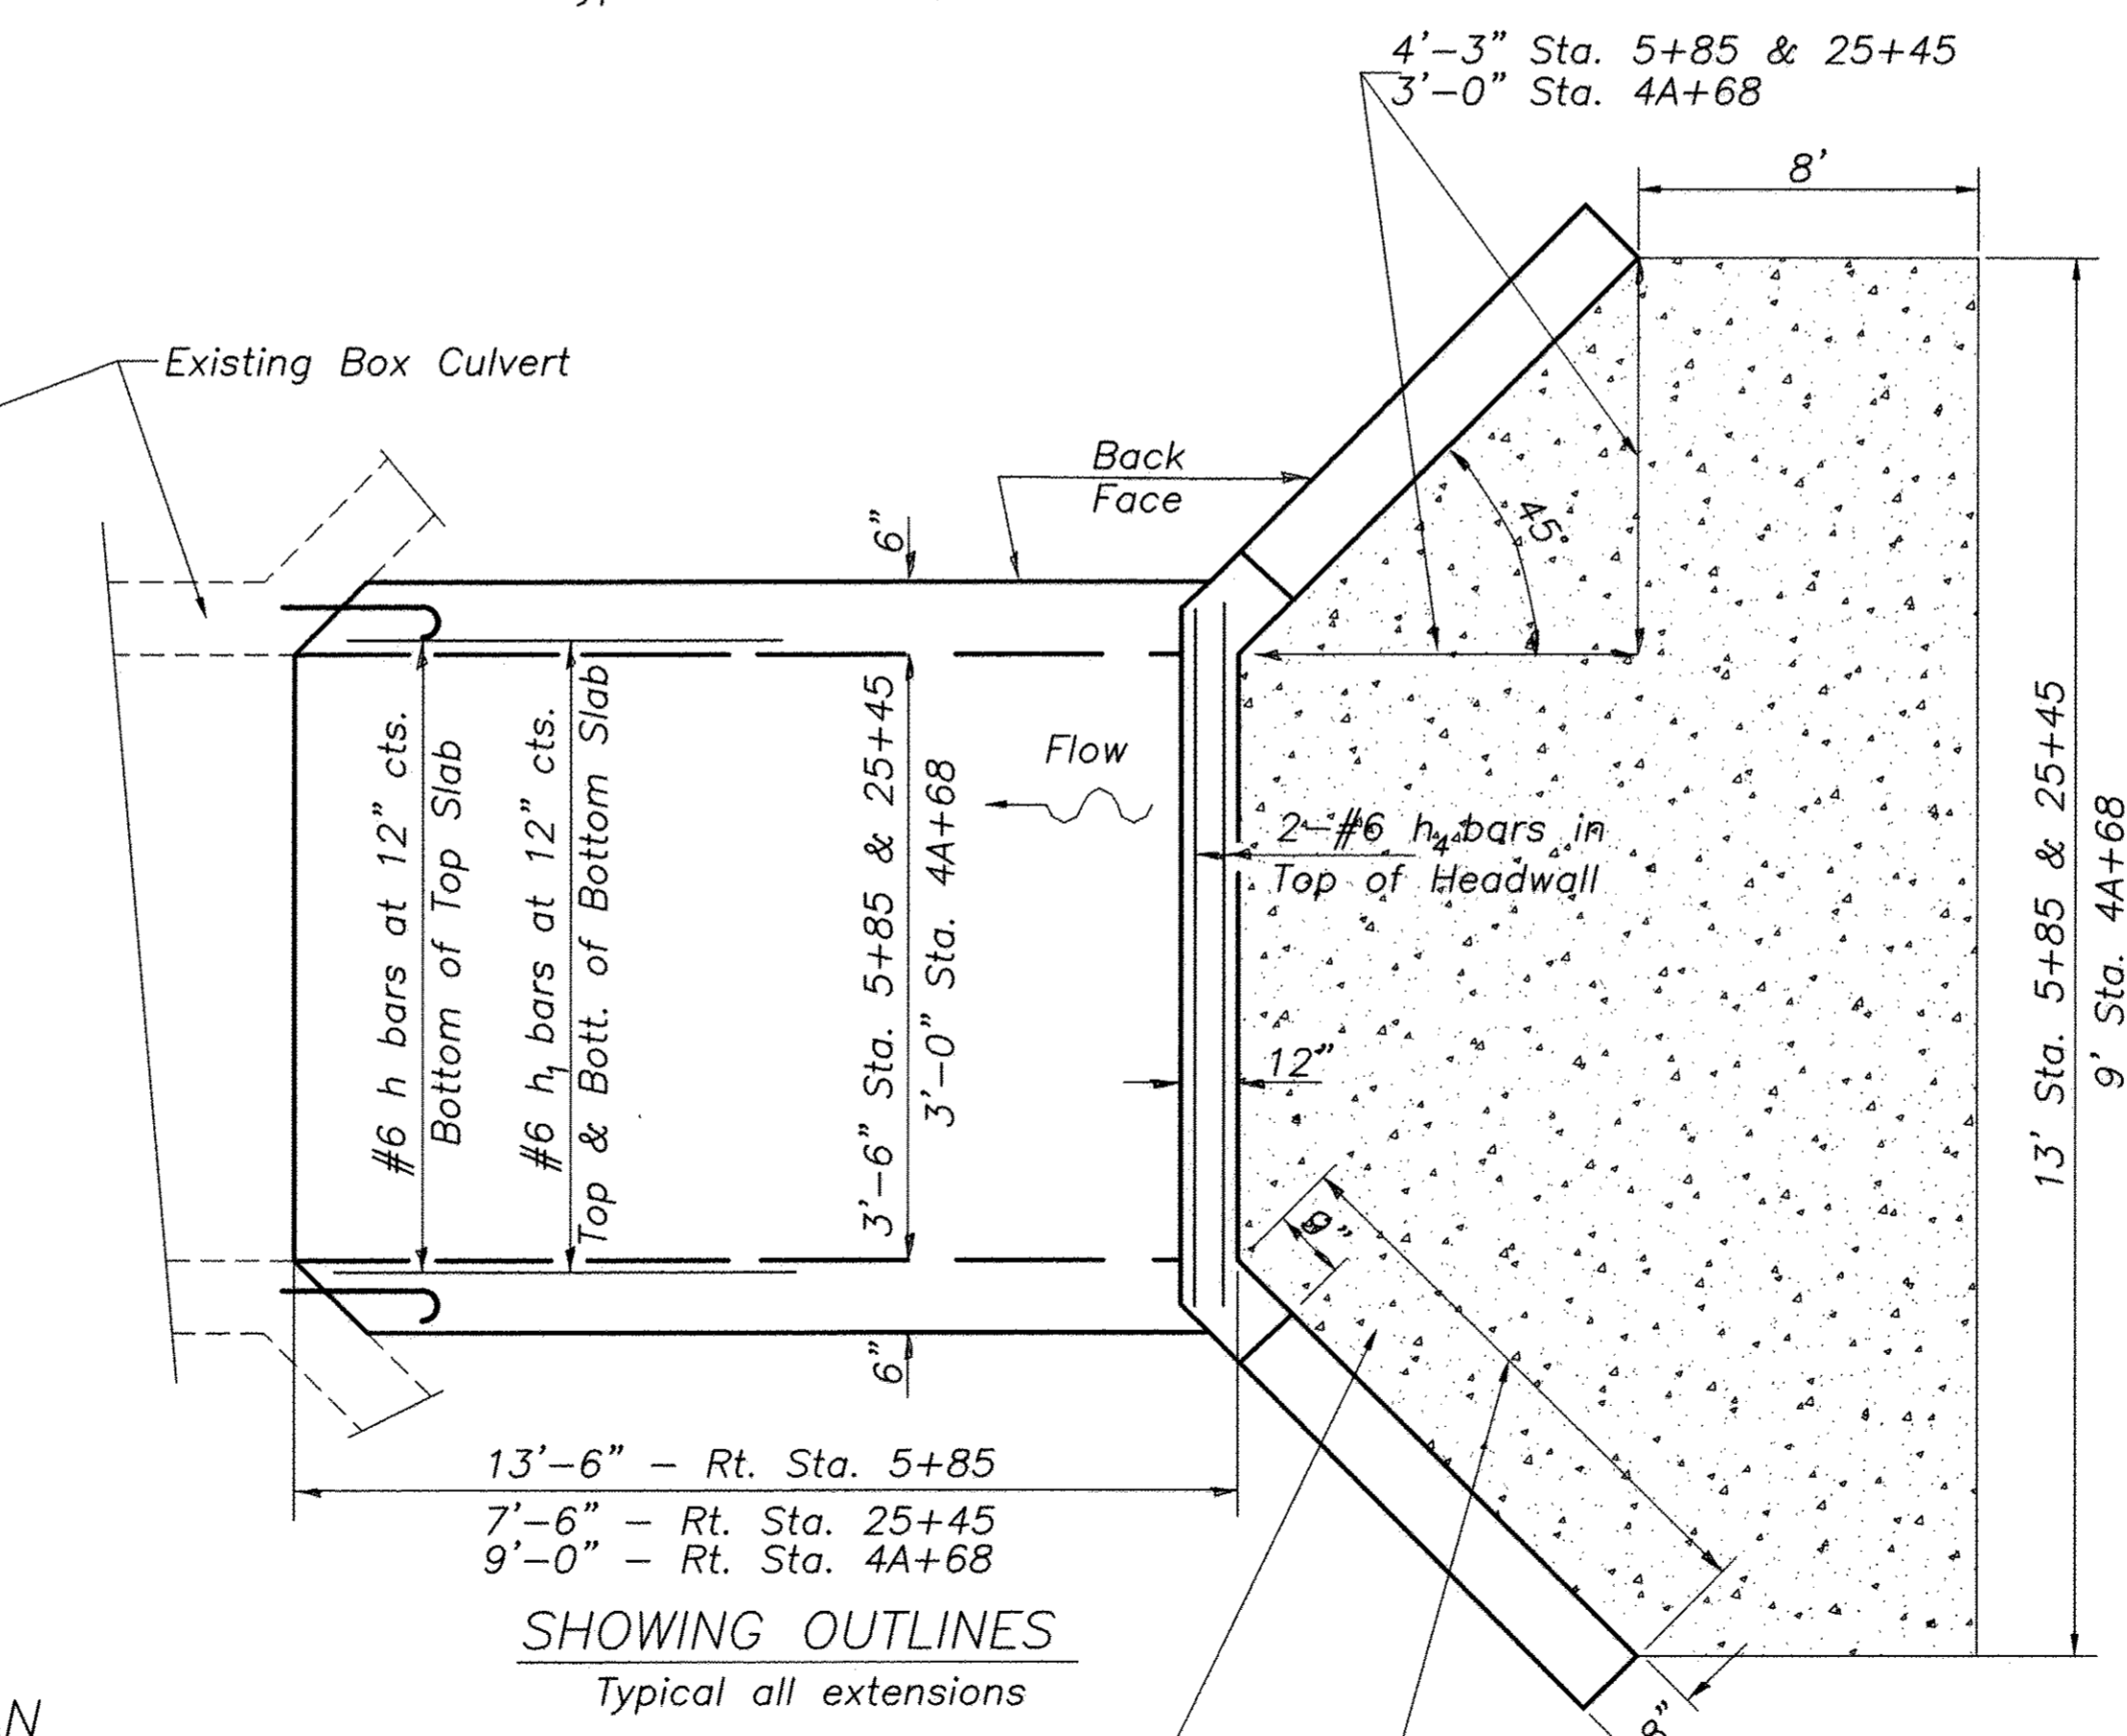 4'-3" Sta. 5+85 & 25+45
3'-0" Sta. 4A+68
8'
Existing Box Culvert
Back
Face
6"
45°
#6 h bars at 12" cts.
Bottom of Top Slab
#6 h1 bars at 12" cts.
Top & Bott. of Bottom Slab
3'-6" Sta. 5+85 & 25+45
3'-0" Sta. 4A+68
Flow
2-#6 h4 bars in
Top of Headwall
12"
13' Sta. 5+85 & 25+45
9' Sta. 4A+68
9"
6"
13'-6" - Rt. Sta. 5+85
7'-6" - Rt. Sta. 25+45
9'-0" - Rt. Sta. 4A+68
SHOWING OUTLINES
Typical all extensions
8"
N